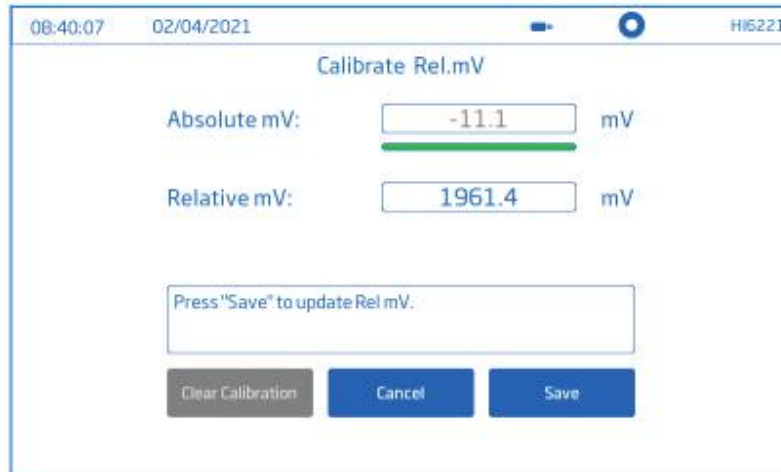 08:40:07 02/04/2021 HI6221
Calibrate Rel.mV
Absolute mV: -11.1 mV
Relative mV: 1961.4 mV
Press "Save" to update Rel mV.
Clear Calibration Cancel Save